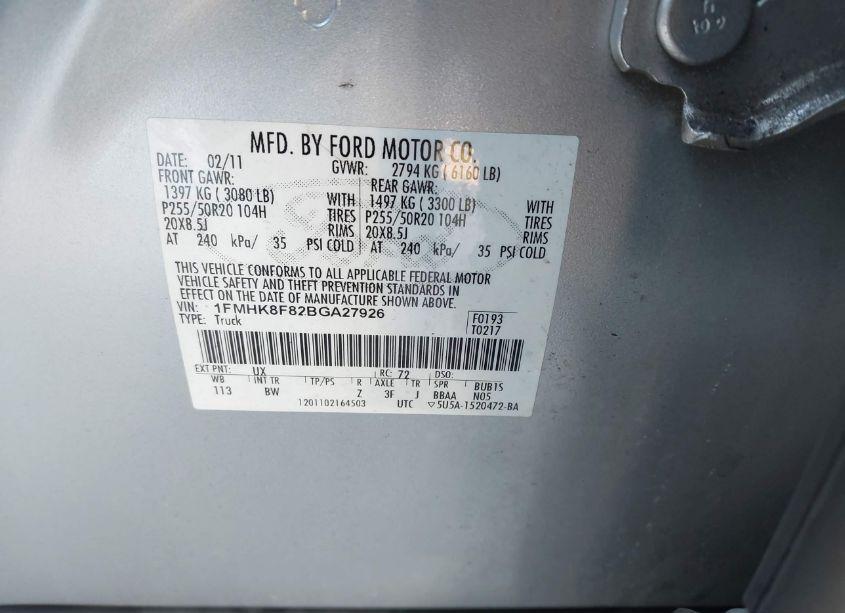 MFD. BY FORD MOTOR CO.
DATE: 02/11 GVWR: 2794 KG ( 6160 LB)
FRONT GAWR: REAR GAWR:
1397 KG ( 3080 LB) WITH 1497 KG ( 3300 LB) WITH
P255/50R20 104H TIRES P255/50R20 104H TIRES
20X8.5J RIMS 20X8.5J RIMS
AT 240 kPa/ 35 PSI COLD AT 240 kPa/ 35 PSI COLD
THIS VEHICLE CONFORMS TO ALL APPLICABLE FEDERAL MOTOR
VEHICLE SAFETY AND THEFT PREVENTION STANDARDS IN
EFFECT ON THE DATE OF MANUFACTURE SHOWN ABOVE.
VIN: 1FMHK8F82BGA27926 F0193
TYPE: Truck T0217
EXT PNT: UX RC: 72 DSO:
WB INT TR TP/PS R AXLE TR SPR BUB1S
113 BW Z 3F J BBAA N05
1201102164503 UTC ▽5U5A-1520472-BA